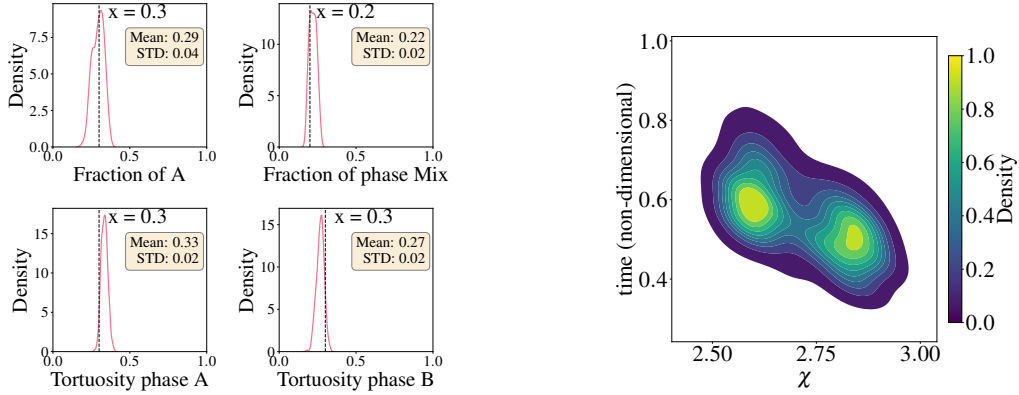 x = 0.3
Mean: 0.29
STD: 0.04
Density
7.5
5.0
2.5
0.0
0.0
0.5
1.0
Fraction of A
x = 0.2
Mean: 0.22
STD: 0.02
Density
10
5
0
0.0
0.5
1.0
Fraction of phase Mix
x = 0.3
Mean: 0.33
STD: 0.02
Density
15
10
5
0
0.0
0.5
1.0
Tortuosity phase A
x = 0.3
Mean: 0.27
STD: 0.02
Density
15
10
5
0
0.0
0.5
1.0
Tortuosity phase B
time (non-dimensional)
1.0
0.8
0.6
0.4
2.50
2.75
3.00
χ
1.0
0.8
0.6
0.4
0.2
0.0
Density